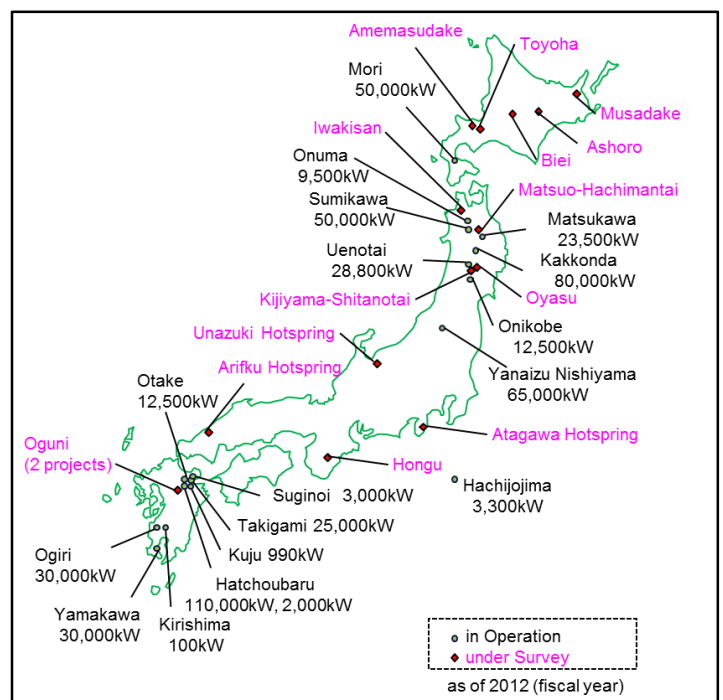 Amemasudake
Toyoha
Mori
50,000kW
Musadake
Iwakisan
Ashoro
Biei
Onuma
9,500kW
Matsuo-Hachimantai
Sumikawa
50,000kW
Matsukawa
23,500kW
Uenotai
28,800kW
Kakkonda
80,000kW
Kijiyama-Shitanotai
Oyasu
Onikobe
12,500kW
Unazuki Hotspring
Arifku Hotspring
Yanaizu Nishiyama
65,000kW
Otake
12,500kW
Atagawa Hotspring
Oguni
(2 projects)
Hongu
Hachijojima
3,300kW
Suginoi 3,000kW
Takigami 25,000kW
Kuju 990kW
Ogiri
30,000kW
Hatchoubaru
110,000kW, 2,000kW
Yamakawa
30,000kW
Kirishima
100kW
in Operation
under Survey
as of 2012 (fiscal year)